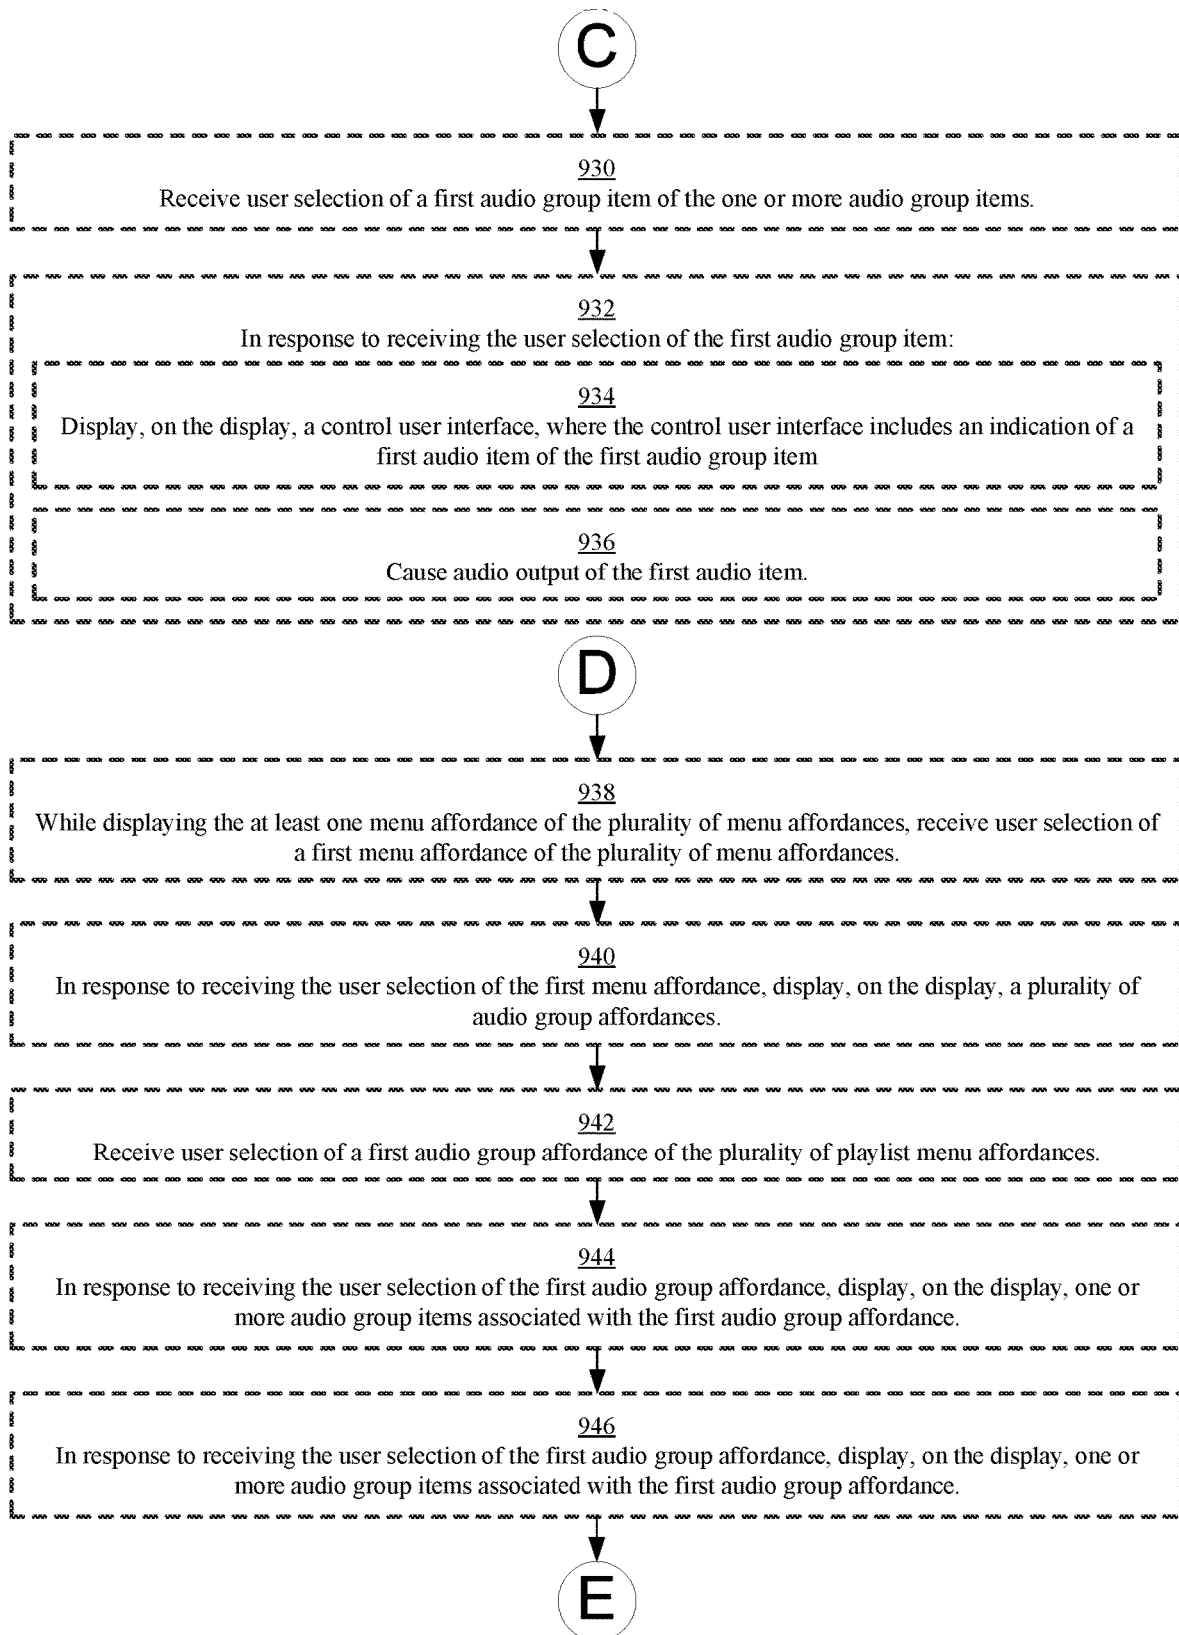 C
930
Receive user selection of a first audio group item of the one or more audio group items.
932
In response to receiving the user selection of the first audio group item:
934
Display, on the display, a control user interface, where the control user interface includes an indication of a
first audio item of the first audio group item
936
Cause audio output of the first audio item.
D
938
While displaying the at least one menu affordance of the plurality of menu affordances, receive user selection of
a first menu affordance of the plurality of menu affordances.
940
In response to receiving the user selection of the first menu affordance, display, on the display, a plurality of
audio group affordances.
942
Receive user selection of a first audio group affordance of the plurality of playlist menu affordances.
944
In response to receiving the user selection of the first audio group affordance, display, on the display, one or
more audio group items associated with the first audio group affordance.
946
In response to receiving the user selection of the first audio group affordance, display, on the display, one or
more audio group items associated with the first audio group affordance.
E